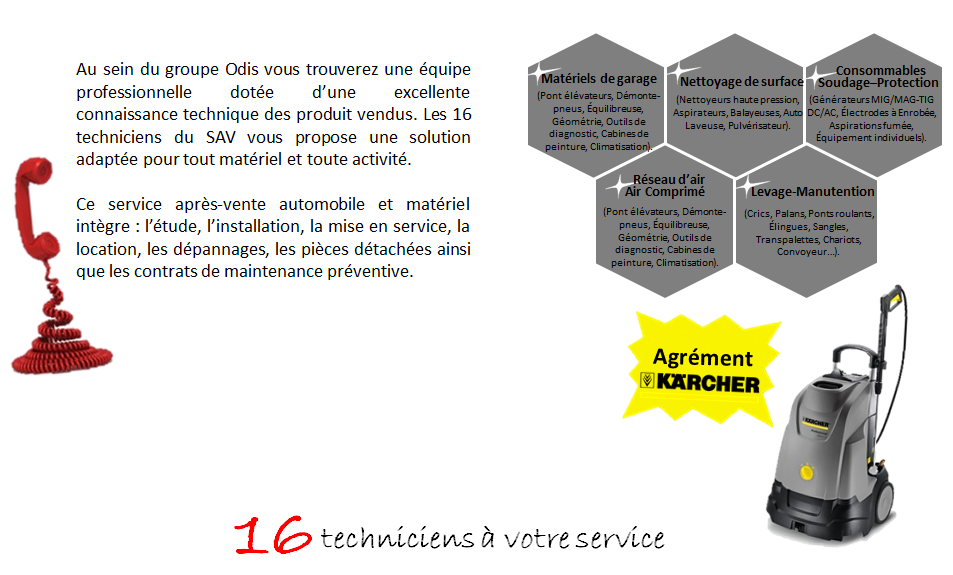 Au sein du groupe Odis vous trouverez une équipe
professionnelle dotée d'une excellente
connaissance technique des produit vendus. Les 16
techniciens du SAV vous propose une solution
adaptée pour tout matériel et toute activité.
Ce service après-vente automobile et matériel
intègre : l'étude, l'installation, la mise en service, la
location, les dépannages, les pièces détachées ainsi
que les contrats de maintenance préventive.
Matériels de garage
(Pont élévateurs, Démonte-
pneus, Équilibreuse,
Géométrie, Outils de
diagnostic, Cabines de
peinture, Climatisation).
Nettoyage de surface
(Nettoyeurs haute pression,
Aspirateurs, Balayeuses, Auto
Laveuse, Pulvérisateur).
Consommables
Soudage–Protection
(Générateurs MIG/MAG-TIG
DC/AC, Électrodes à Enrobée,
Aspirations fumée,
Équipement individuels).
Réseau d'air
Air Comprimé
(Pont élévateurs, Démonte-
pneus, Équilibreuse,
Géométrie, Outils de
diagnostic, Cabines de
peinture, Climatisation).
Levage-Manutention
(Crics, Palans, Ponts roulants,
Élingues, Sangles,
Transpalettes, Chariots,
Convoyeur…).
Agrément
KÄRCHER
KÄRCHER
16 techniciens à votre service